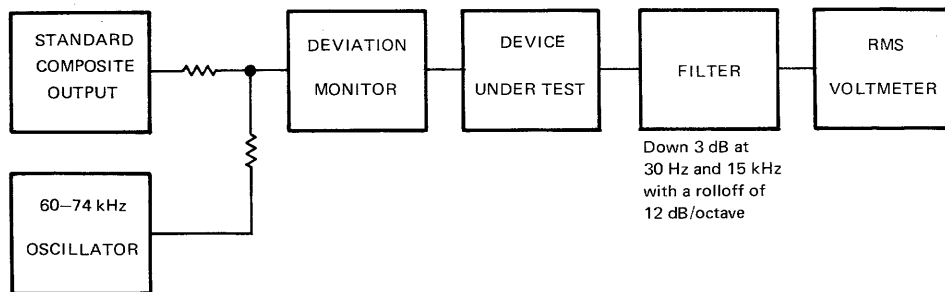 STANDARD
COMPOSITE
OUTPUT
DEVIATION
MONITOR
DEVICE
UNDER TEST
FILTER
RMS
VOLTMETER
Down 3 dB at
30 Hz and 15 kHz
with a rolloff of
12 dB/octave
60–74 kHz
OSCILLATOR